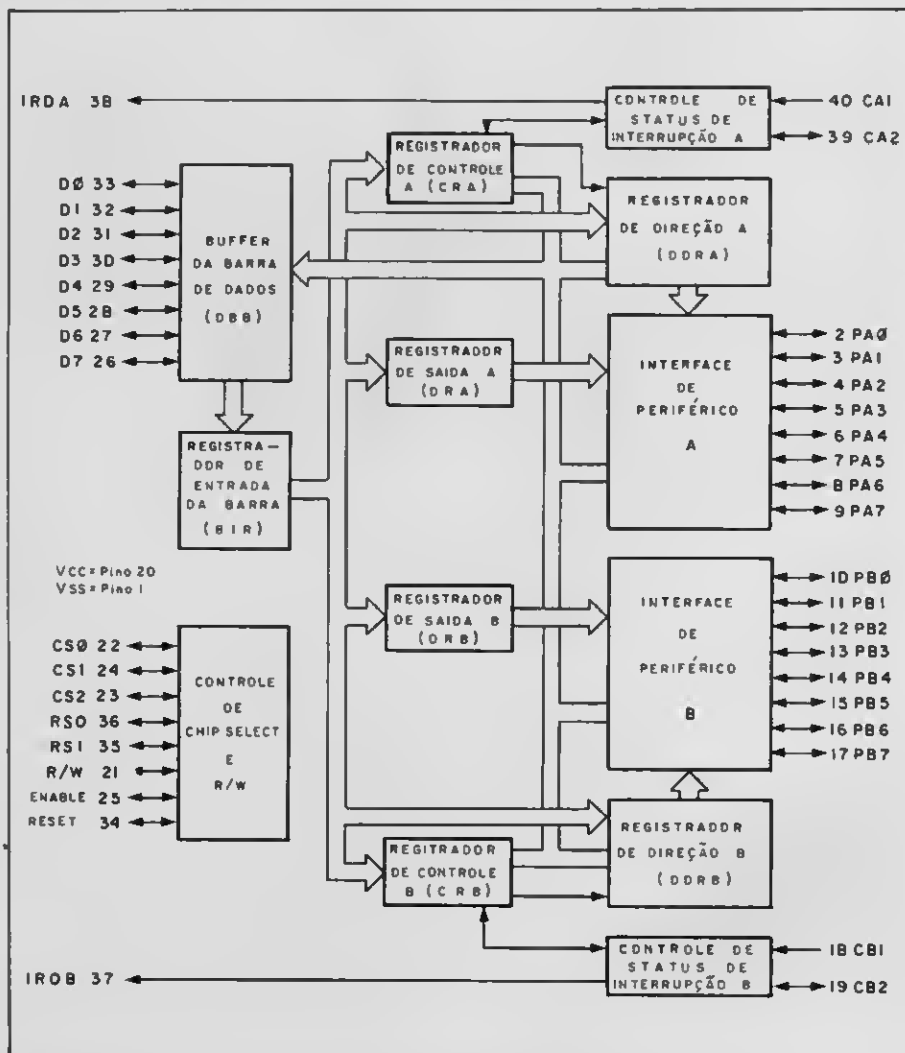 IRDA 38
CONTROLE DE
STATUS DE
INTERRUPÇÃO A
40 CA1
39 CA2
REGISTRADOR
DE CONTROLE
A (CRA)
REGISTRADOR
DE DIREÇÃO A
(DDRA)
DØ 33
D1 32
D2 31
D3 3D
D4 29
D5 28
D6 27
D7 26
BUFFER
DA BARRA
DE DADOS
(DBB)
REGISTRADOR
DE SAIDA A
(DRA)
INTERFACE
DE
PERIFÉRICO
A
2 PAØ
3 PA1
4 PA2
5 PA3
6 PA4
7 PA5
8 PA6
9 PA7
REGISTRA-
DDR DE
ENTRADA
DA BARRA
(BIR)
VCC = Pino 20
VSS = Pino 1
REGISTRADOR
DE SAIDA B
(DRB)
INTERFACE
DE
PERIFÉRICO
B
1D PBØ
11 PB1
12 PB2
13 PB3
14 PB4
15 PB5
16 PB6
17 PB7
CSØ 22
CS1 24
CS2 23
RSO 36
RS1 35
R/W 21
ENABLE 25
RESET 34
CONTROLE
DE
CHIP SELECT
E
R/W
REGITRADOR
DE CONTROLE
B (CRB)
REGISTRADOR
DE DIREÇÃO B
(DDRB)
IROB 37
CONTROLE DE
STATUS DE
INTERRUPÇÃO B
18 CB1
19 CB2